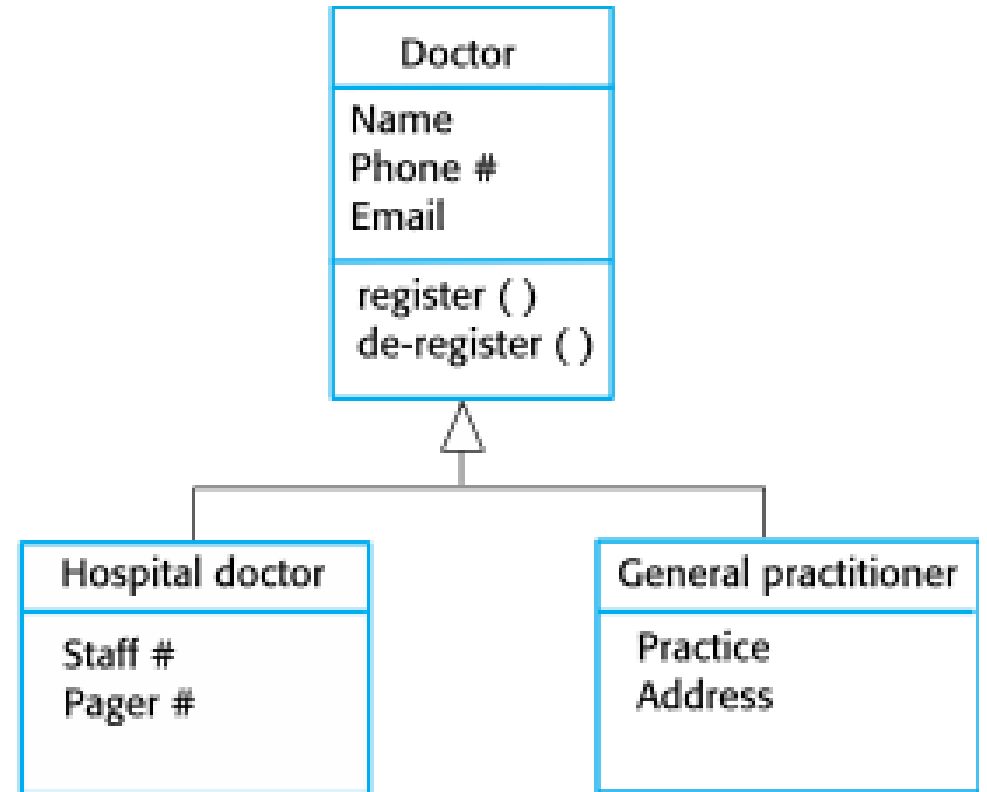 Doctor
Name
Phone #
Email
register ( )
de-register ( )
Hospital doctor
Staff #
Pager #
General practitioner
Practice
Address